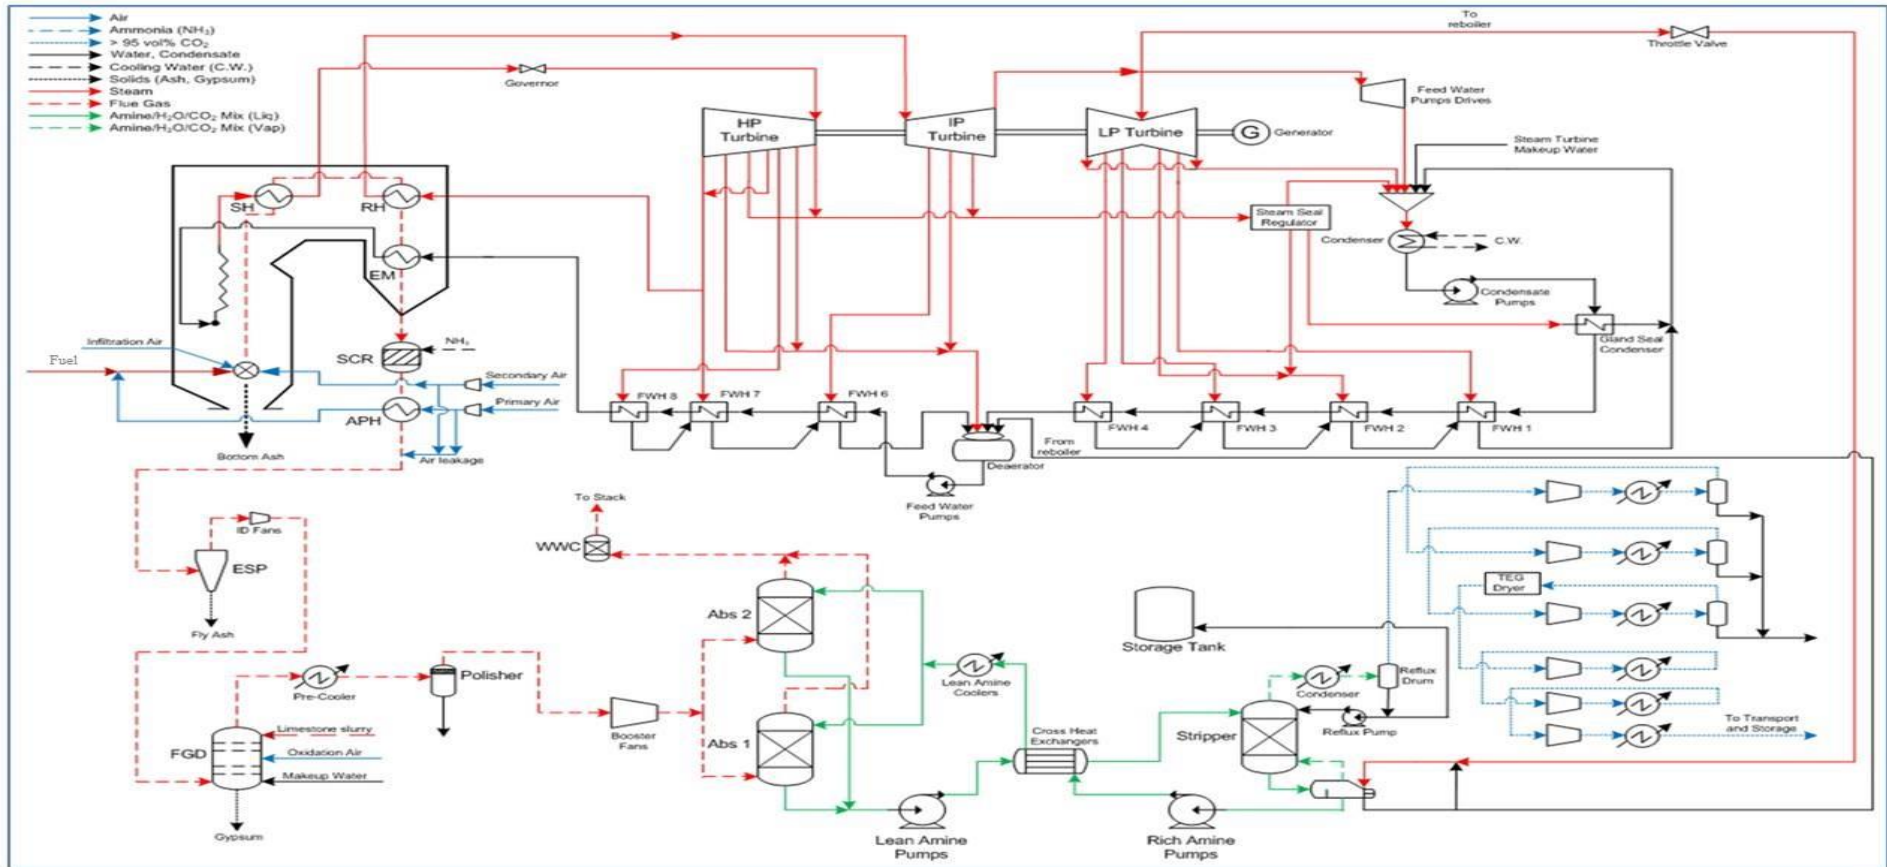 Air
Ammonia (NH₃)
> 95 vol% CO₂
Water, Condensate
Cooling Water (C.W.)
Solids (Ash, Gypsum)
Steam
Flue Gas
Amine/H₂O/CO₂ Mix (Liq)
Amine/H₂O/CO₂ Mix (Vap)
To
reboiler
Throttle Valve
Governor
Feed Water
Pumps Drives
HP
Turbine
IP
Turbine
LP Turbine
G
Generator
Steam Turbine
Makeup Water
SH
RH
Steam Seal
Regulator
Condenser
C.W.
EM
Condensate
Pumps
Infiltration Air
Fuel
SCR
NH₃
Gland Seal
Condenser
Secondary Air
Primary Air
APH
FWH 8
FWH 7
FWH 6
FWH 4
FWH 3
FWH 2
FWH 1
Bottom Ash
Air leakage
From
reboiler
Deaerator
Feed Water
Pumps
To Stack
ID Fans
WWC
ESP
TEG
Dryer
Fly Ash
Abs 2
Storage Tank
Polisher
Pre-Cooler
Lean Amine
Coolers
Condenser
Reflux
Drum
Limestone slurry
Booster
Fans
Abs 1
Cross Heat
Exchangers
Stripper
Reflux Pump
To Transport
and Storage
FGD
Oxidation Air
Makeup Water
Gypsum
Lean Amine
Pumps
Rich Amine
Pumps